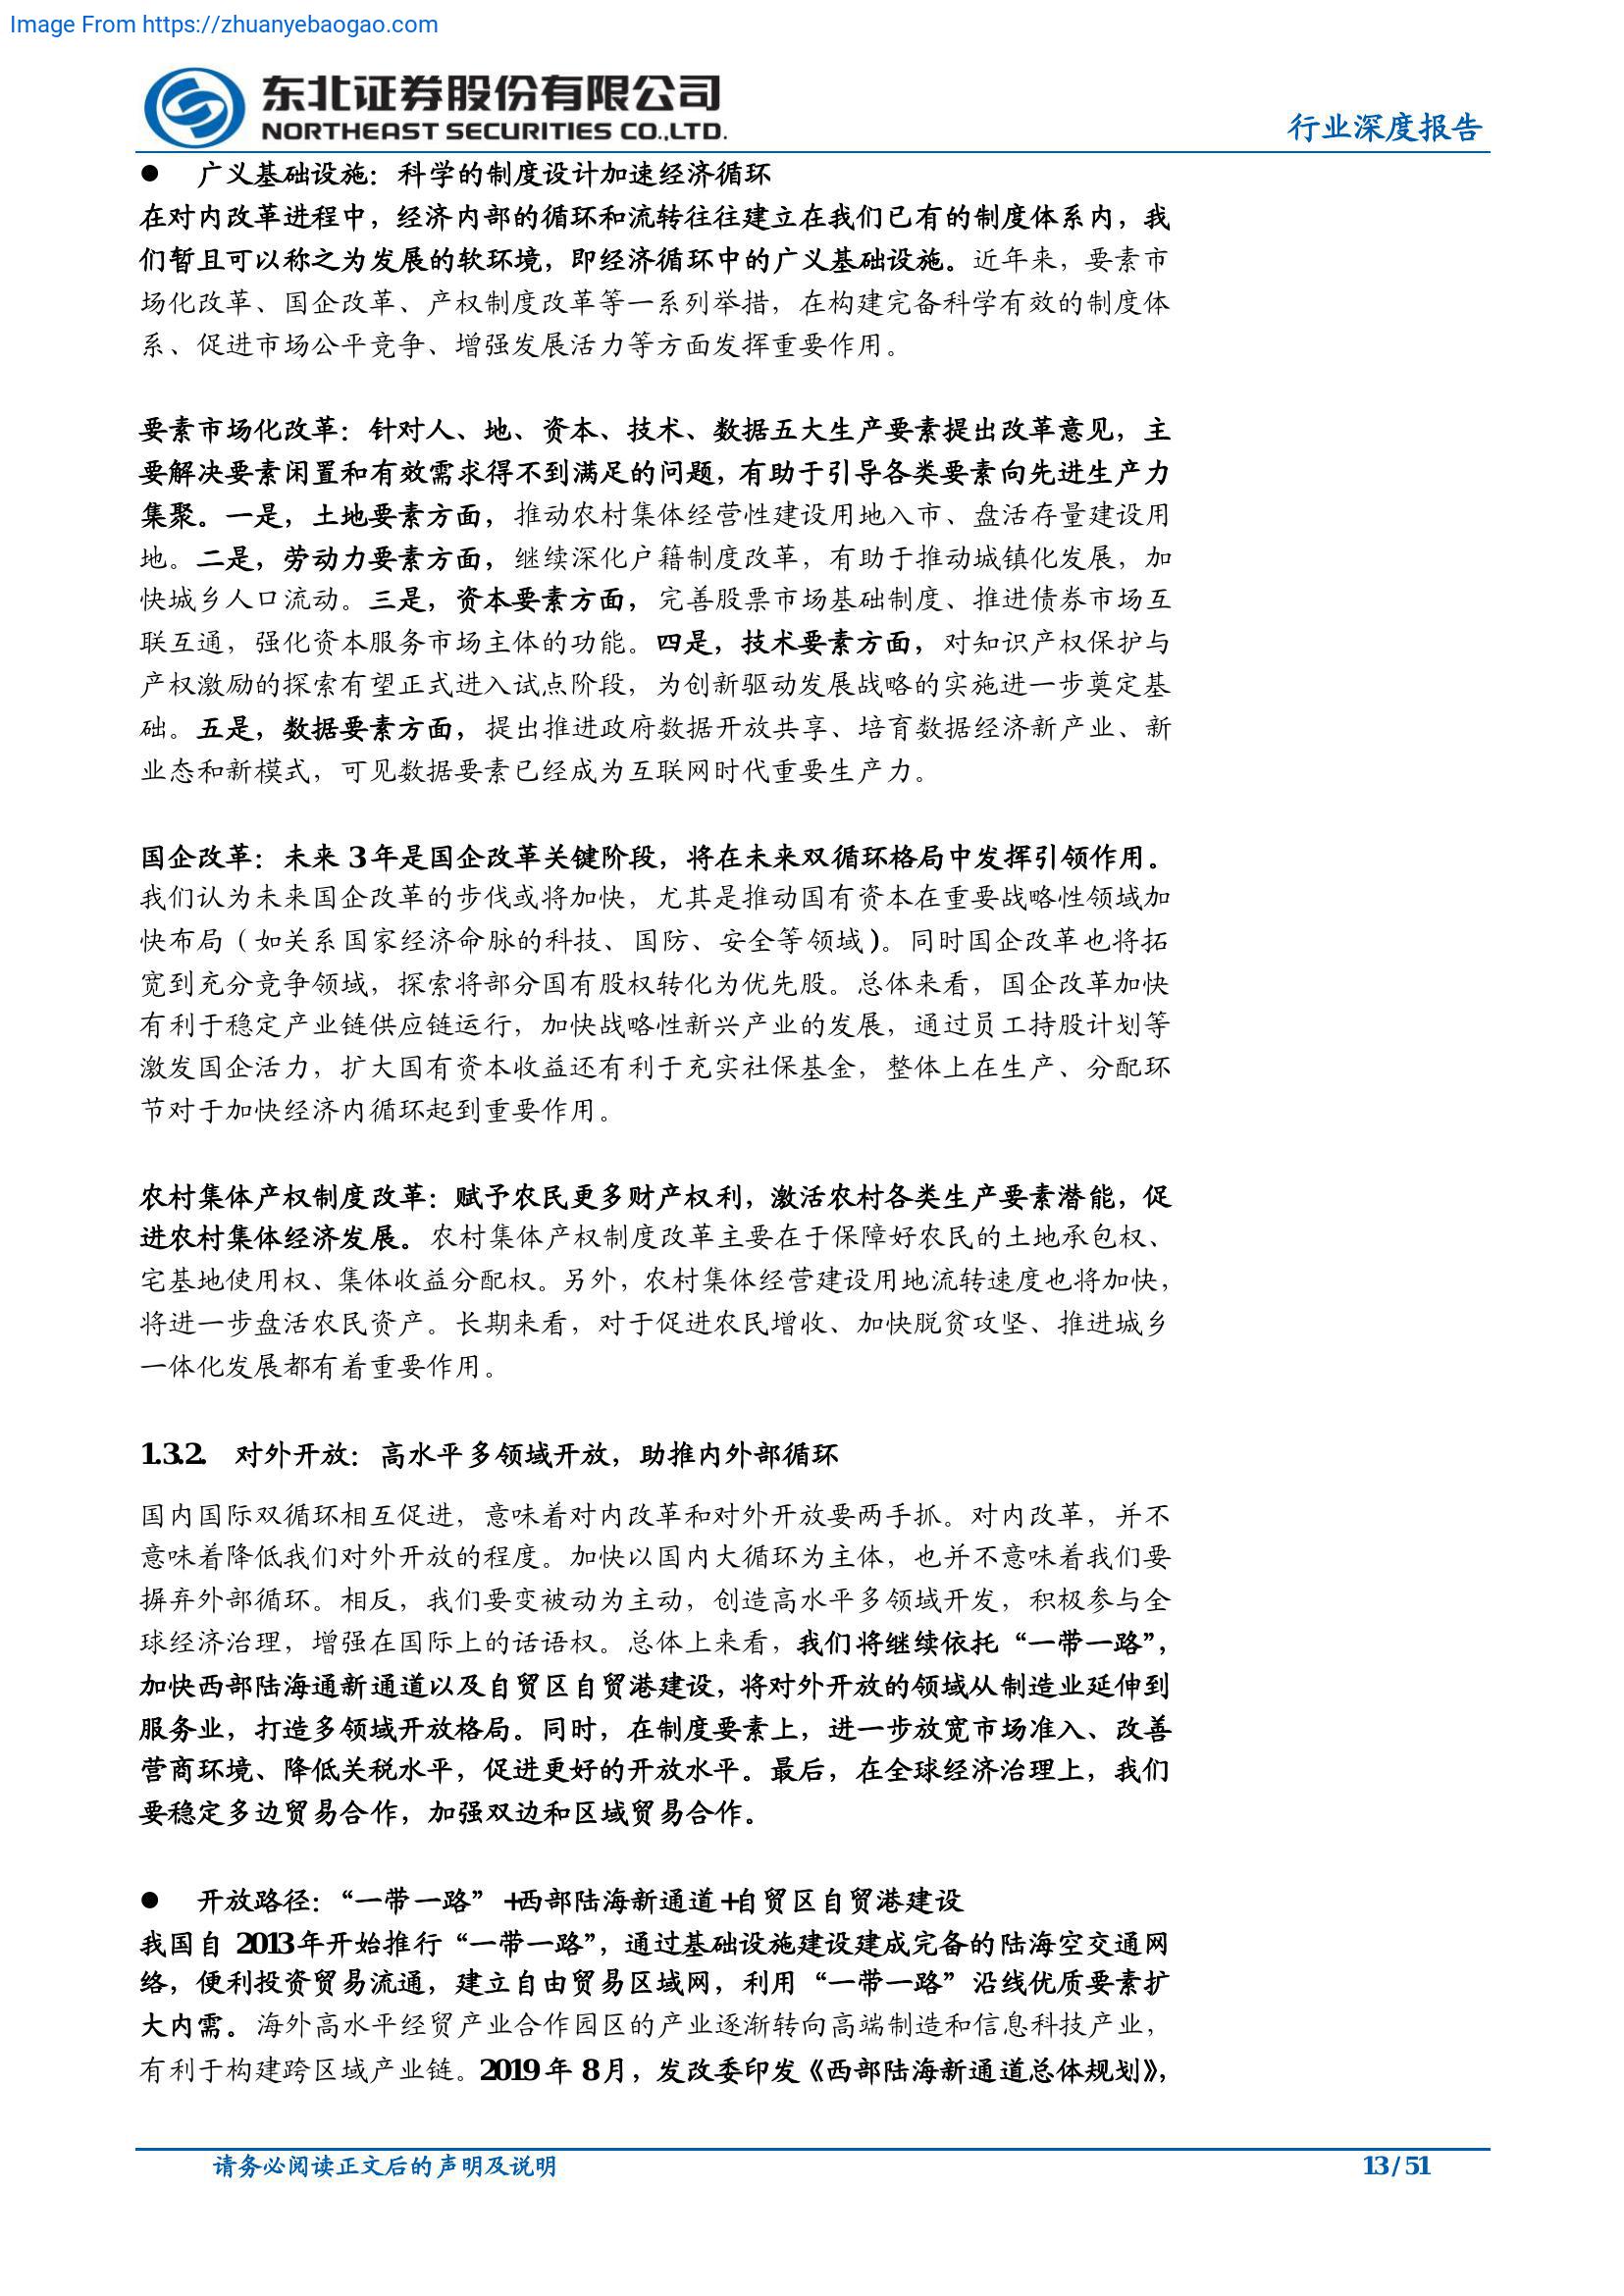 Image From https://zhuanyebaogao.com
东北证券股份有限公司
NORTHEAST SECURITIES CO.,LTD.
行业深度报告
● 广义基础设施：科学的制度设计加速经济循环
在对内改革进程中，经济内部的循环和流转往往建立在我们已有的制度体系内，我
们暂且可以称之为发展的软环境，即经济循环中的广义基础设施。近年来，要素市
场化改革、国企改革、产权制度改革等一系列举措，在构建完备科学有效的制度体
系、促进市场公平竞争、增强发展活力等方面发挥重要作用。
要素市场化改革：针对人、地、资本、技术、数据五大生产要素提出改革意见，主
要解决要素闲置和有效需求得不到满足的问题，有助于引导各类要素向先进生产力
集聚。一是，土地要素方面，推动农村集体经营性建设用地入市、盘活存量建设用
地。二是，劳动力要素方面，继续深化户籍制度改革，有助于推动城镇化发展，加
快城乡人口流动。三是，资本要素方面，完善股票市场基础制度、推进债券市场互
联互通，强化资本服务市场主体的功能。四是，技术要素方面，对知识产权保护与
产权激励的探索有望正式进入试点阶段，为创新驱动发展战略的实施进一步奠定基
础。五是，数据要素方面，提出推进政府数据开放共享、培育数据经济新产业、新
业态和新模式，可见数据要素已经成为互联网时代重要生产力。
国企改革：未来 3 年是国企改革关键阶段，将在未来双循环格局中发挥引领作用。
我们认为未来国企改革的步伐或将加快，尤其是推动国有资本在重要战略性领域加
快布局（如关系国家经济命脉的科技、国防、安全等领域)。同时国企改革也将拓
宽到充分竞争领域，探索将部分国有股权转化为优先股。总体来看，国企改革加快
有利于稳定产业链供应链运行，加快战略性新兴产业的发展，通过员工持股计划等
激发国企活力，扩大国有资本收益还有利于充实社保基金，整体上在生产、分配环
节对于加快经济内循环起到重要作用。
农村集体产权制度改革：赋予农民更多财产权利，激活农村各类生产要素潜能，促
进农村集体经济发展。农村集体产权制度改革主要在于保障好农民的土地承包权、
宅基地使用权、集体收益分配权。另外，农村集体经营建设用地流转速度也将加快，
将进一步盘活农民资产。长期来看，对于促进农民增收、加快脱贫攻坚、推进城乡
一体化发展都有着重要作用。
1.3.2. 对外开放：高水平多领域开放，助推内外部循环
国内国际双循环相互促进，意味着对内改革和对外开放要两手抓。对内改革，并不
意味着降低我们对外开放的程度。加快以国内大循环为主体，也并不意味着我们要
摒弃外部循环。相反，我们要变被动为主动，创造高水平多领域开发，积极参与全
球经济治理，增强在国际上的话语权。总体上来看，我们将继续依托“一带一路”，
加快西部陆海通新通道以及自贸区自贸港建设，将对外开放的领域从制造业延伸到
服务业，打造多领域开放格局。同时，在制度要素上，进一步放宽市场准入、改善
营商环境、降低关税水平，促进更好的开放水平。最后，在全球经济治理上，我们
要稳定多边贸易合作，加强双边和区域贸易合作。
● 开放路径：“一带一路”+西部陆海新通道+自贸区自贸港建设
我国自 2013 年开始推行“一带一路”，通过基础设施建设建成完备的陆海空交通网
络，便利投资贸易流通，建立自由贸易区域网，利用“一带一路”沿线优质要素扩
大内需。海外高水平经贸产业合作园区的产业逐渐转向高端制造和信息科技产业，
有利于构建跨区域产业链。2019 年 8 月，发改委印发《西部陆海新通道总体规划》，
请务必阅读正文后的声明及说明
13 / 51